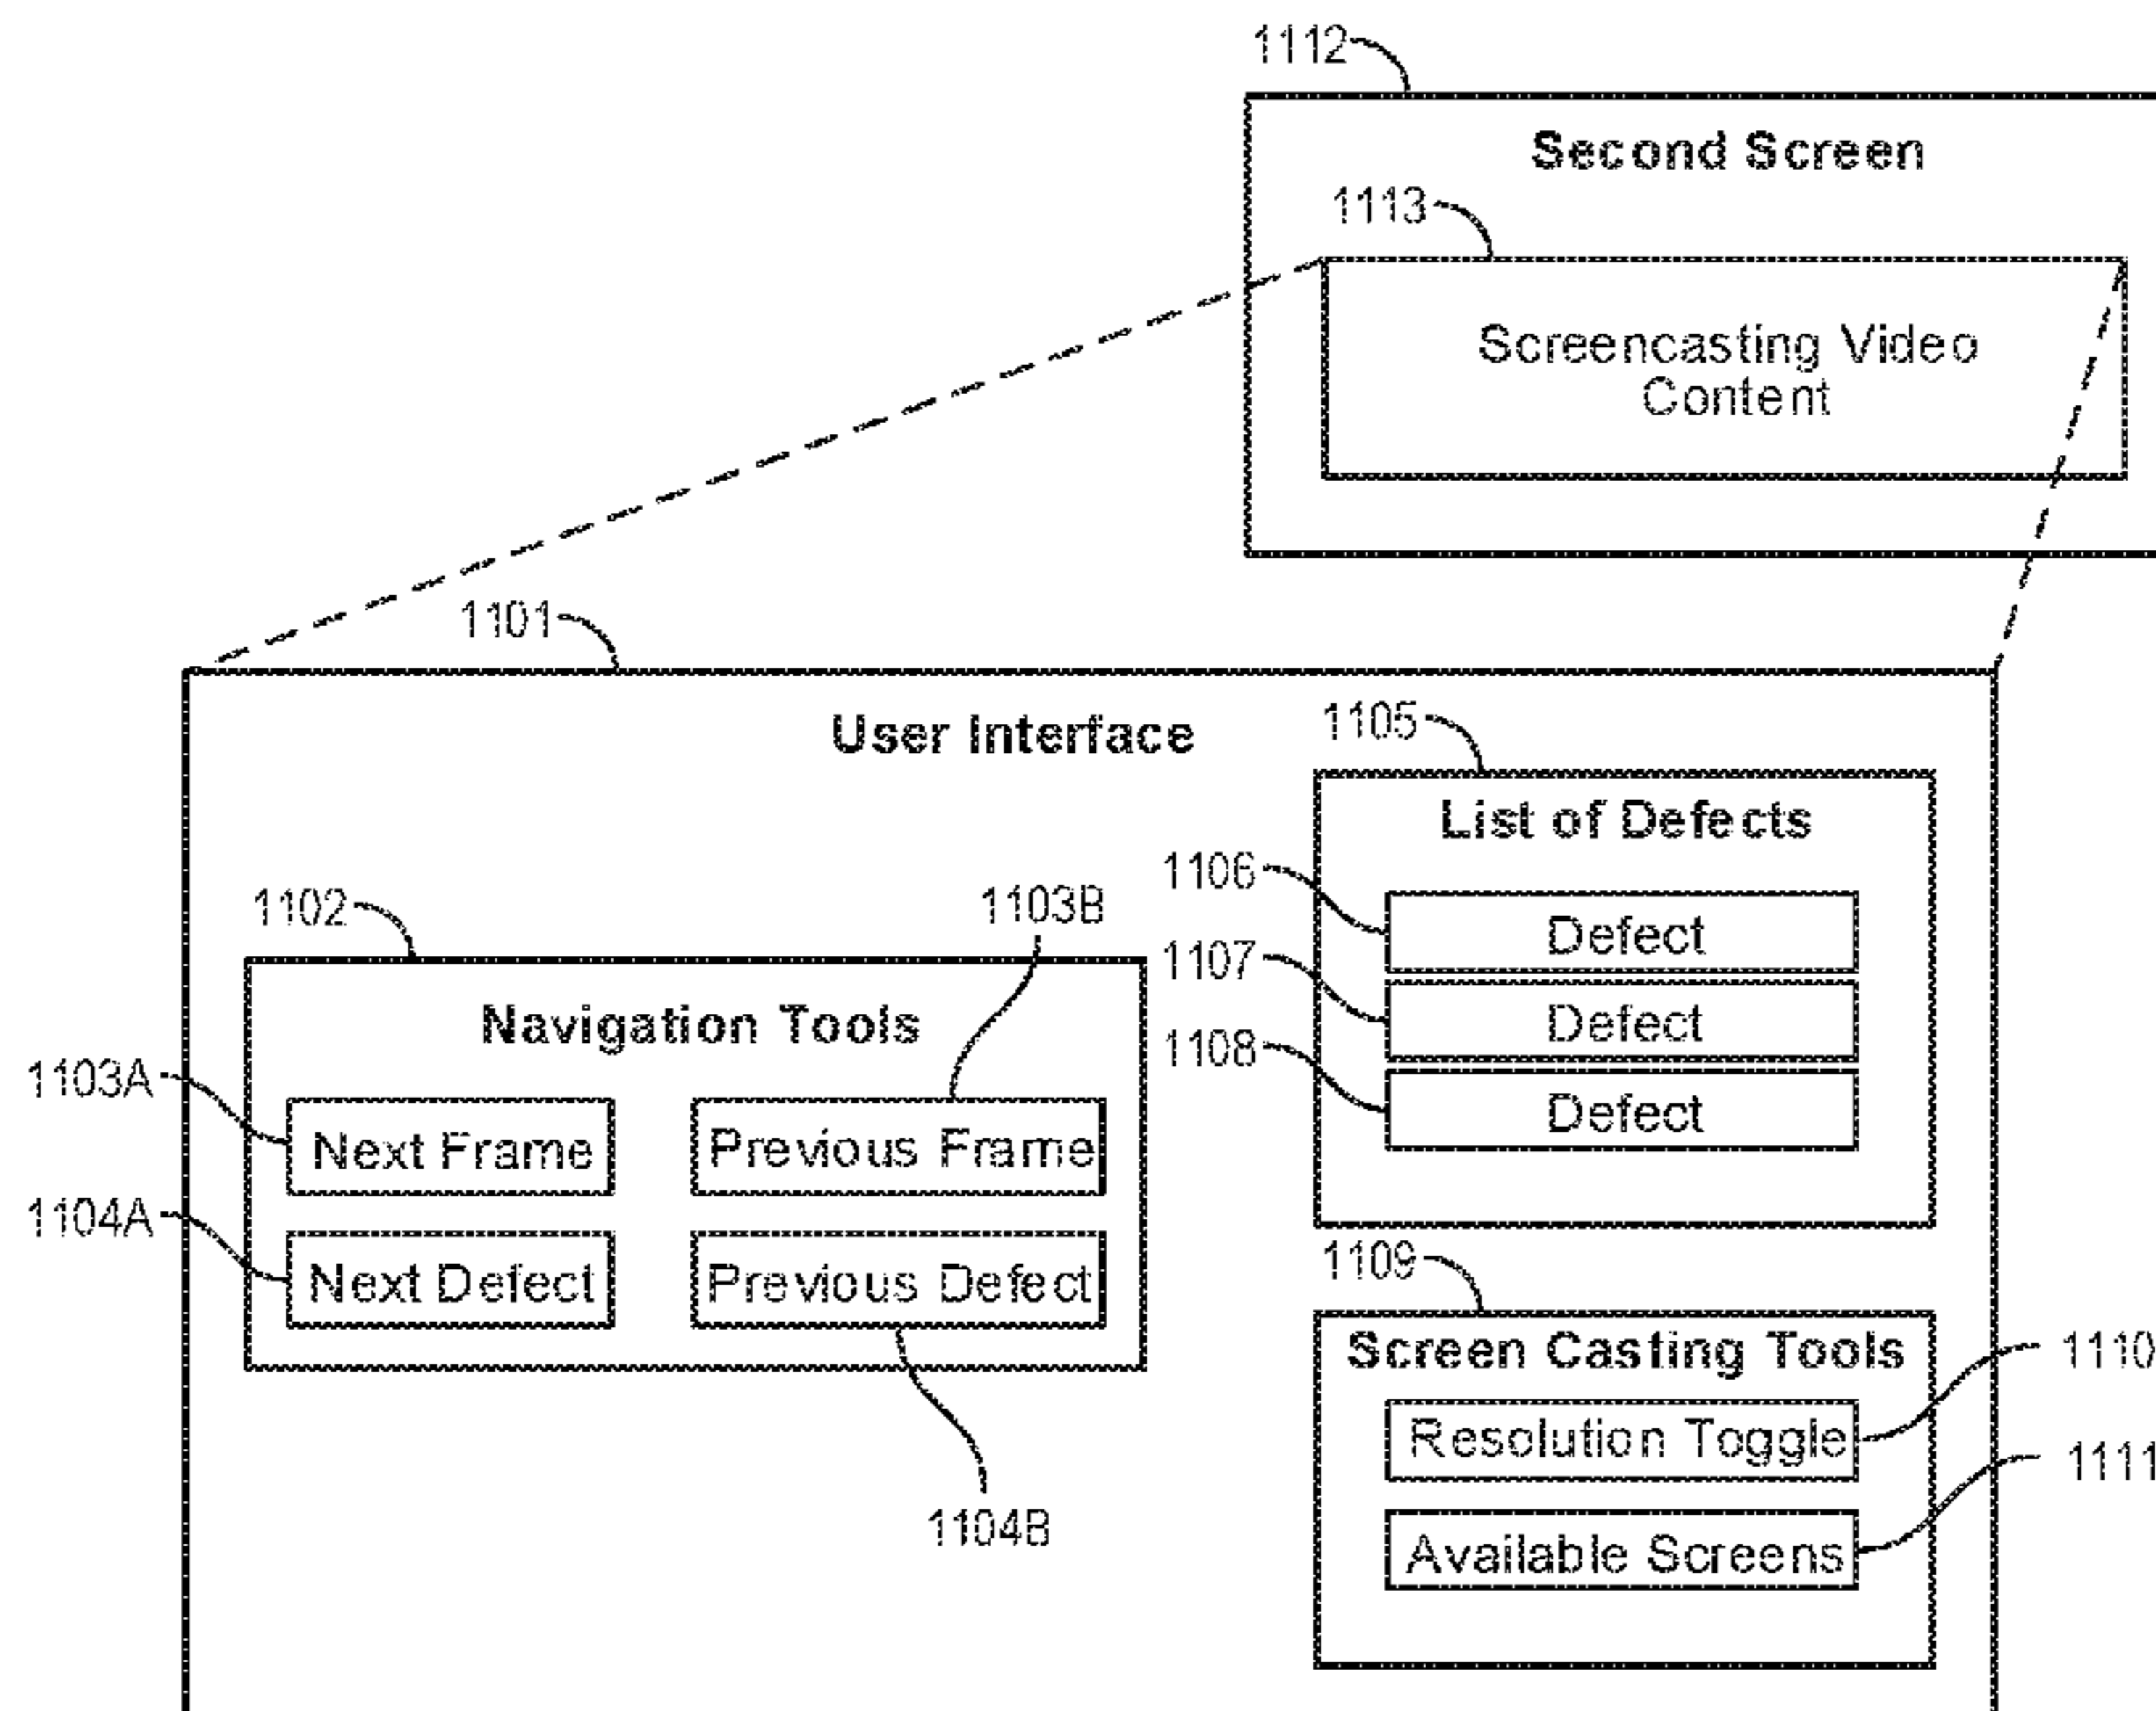 1112
Second Screen
1113
Screencasting Video
Content
1101
User Interface
1105
List of Defects
1106
Defect
1107
Defect
1108
Defect
1102
1103B
Navigation Tools
1103A
Next Frame
Previous Frame
1104A
Next Defect
Previous Defect
1104B
1109
Screen Casting Tools
1110
Resolution Toggle
1111
Available Screens